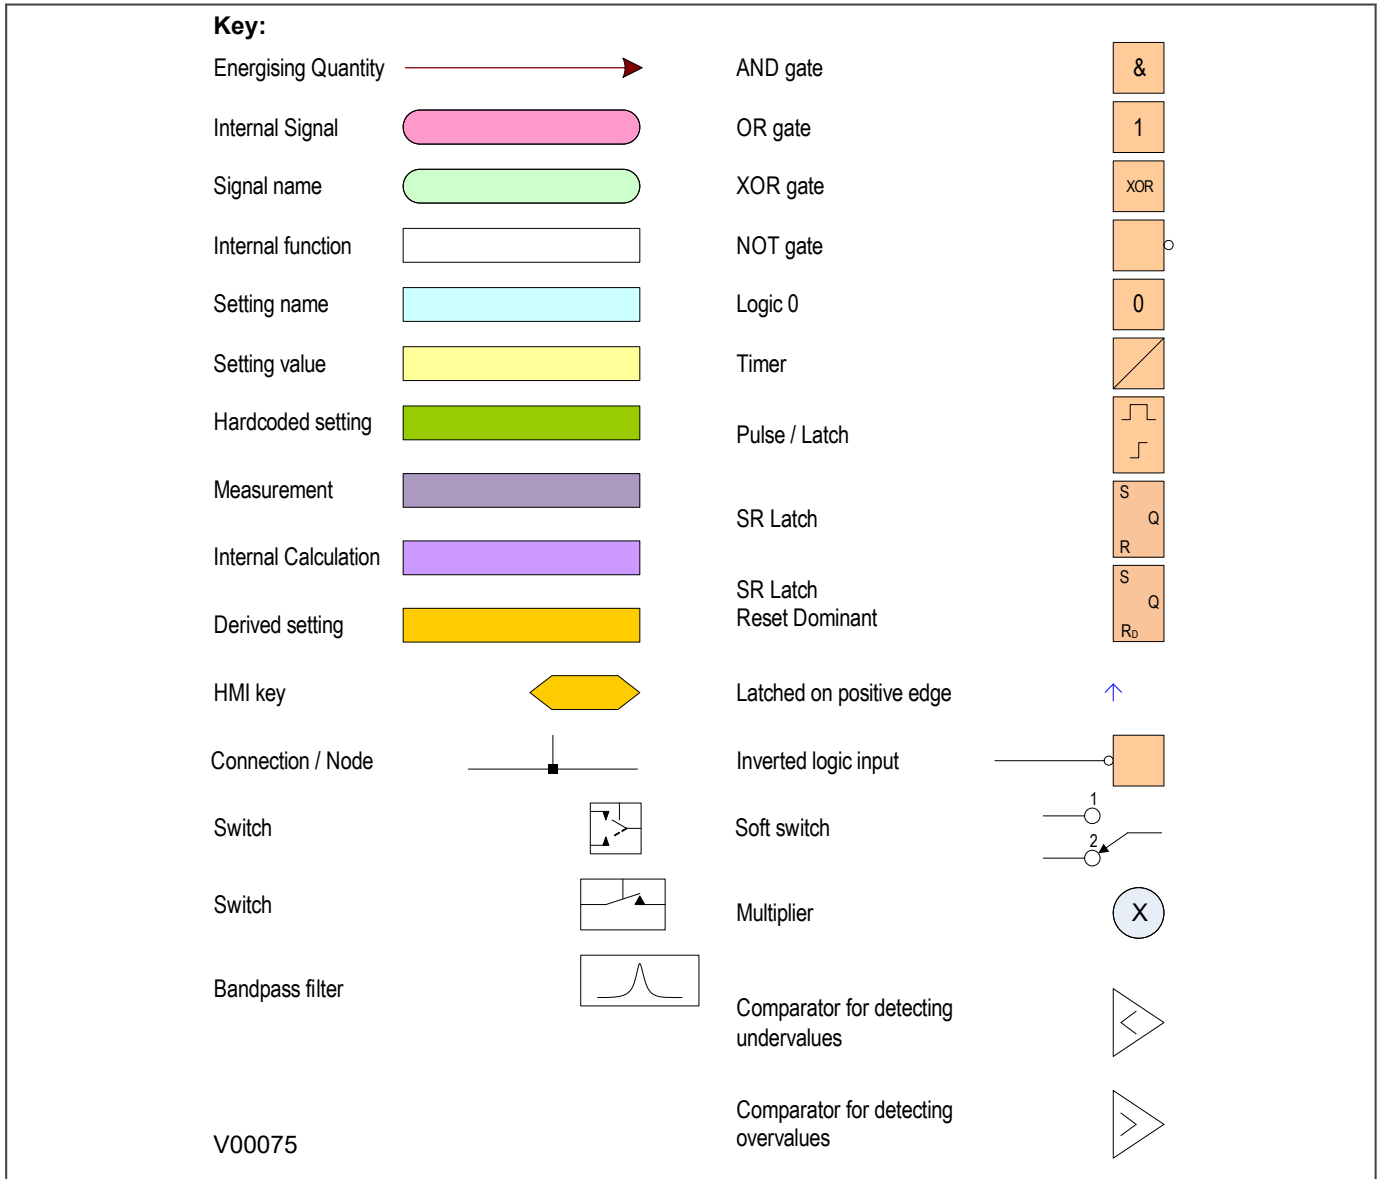 Key:
Energising Quantity
Internal Signal
Signal name
Internal function
Setting name
Setting value
Hardcoded setting
Measurement
Internal Calculation
Derived setting
HMI key
Connection / Node
Switch
Switch
Bandpass filter
V00075
AND gate
&
OR gate
1
XOR gate
XOR
NOT gate
Logic 0
0
Timer
Pulse / Latch
SR Latch
S
Q
R
SR Latch
Reset Dominant
S
Q
RD
Latched on positive edge
Inverted logic input
Soft switch
1
2
Multiplier
X
Comparator for detecting
undervalues
<
Comparator for detecting
overvalues
>